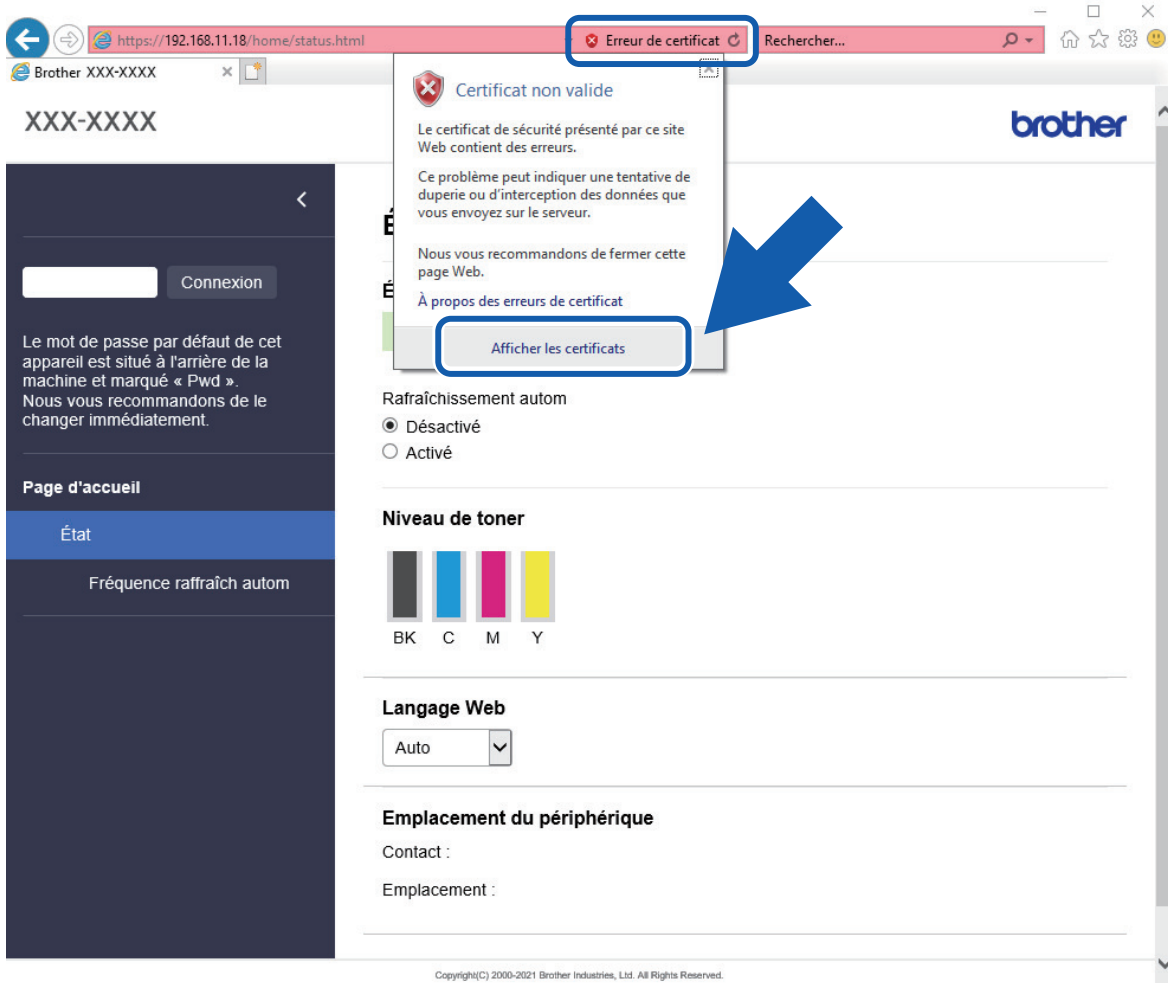 https://192.168.11.18/home/status.html
Erreur de certificat
Rechercher...
Brother XXX-XXXX
XXX-XXXX
brother
Certificat non valide
Le certificat de sécurité présenté par ce site
Web contient des erreurs.
Ce problème peut indiquer une tentative de
duperie ou d'interception des données que
vous envoyez sur le serveur.
Nous vous recommandons de fermer cette
page Web.
À propos des erreurs de certificat
Afficher les certificats
Connexion
Le mot de passe par défaut de cet
appareil est situé à l'arrière de la
machine et marqué « Pwd ».
Nous vous recommandons de le
changer immédiatement.
Page d'accueil
État
Fréquence raffraîch autom
É
É
Rafraîchissement autom
Désactivé
Activé
Niveau de toner
BK C M Y
Langage Web
Auto
Emplacement du périphérique
Contact :
Emplacement :
Copyright(C) 2000-2021 Brother Industries, Ltd. All Rights Reserved.